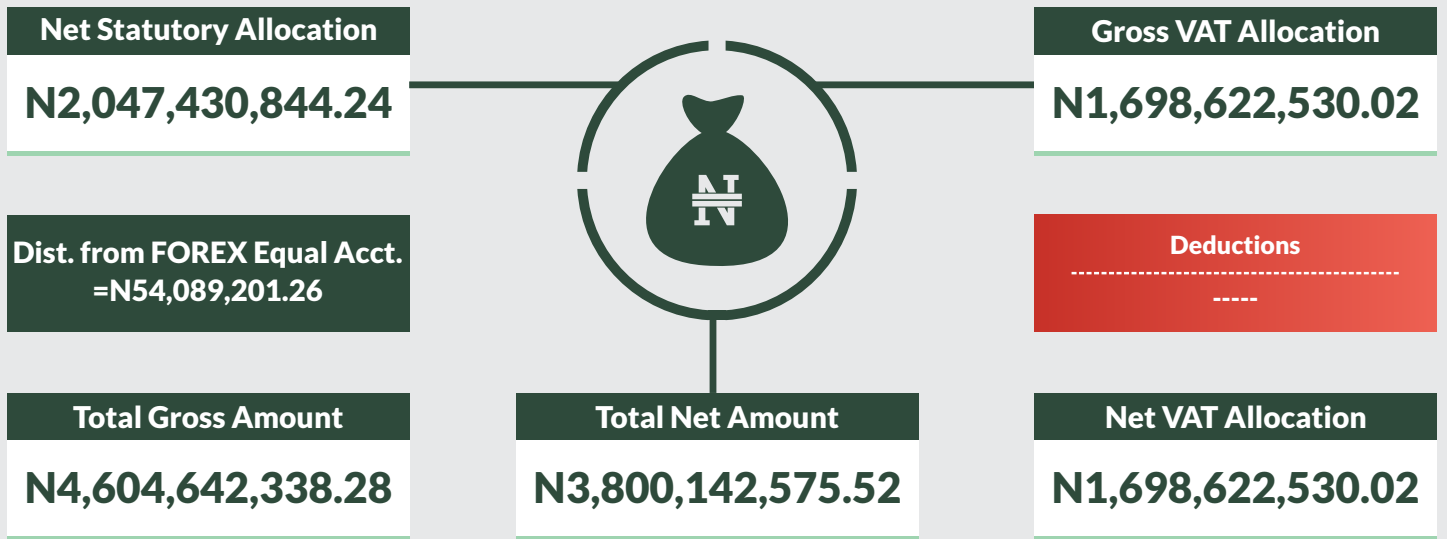 Net Statutory Allocation
N2,047,430,844.24
Gross VAT Allocation
N1,698,622,530.02
₦
Dist. from FOREX Equal Acct.
=N54,089,201.26
Deductions
--------------------------------------------
-----
Total Gross Amount
N4,604,642,338.28
Total Net Amount
N3,800,142,575.52
Net VAT Allocation
N1,698,622,530.02